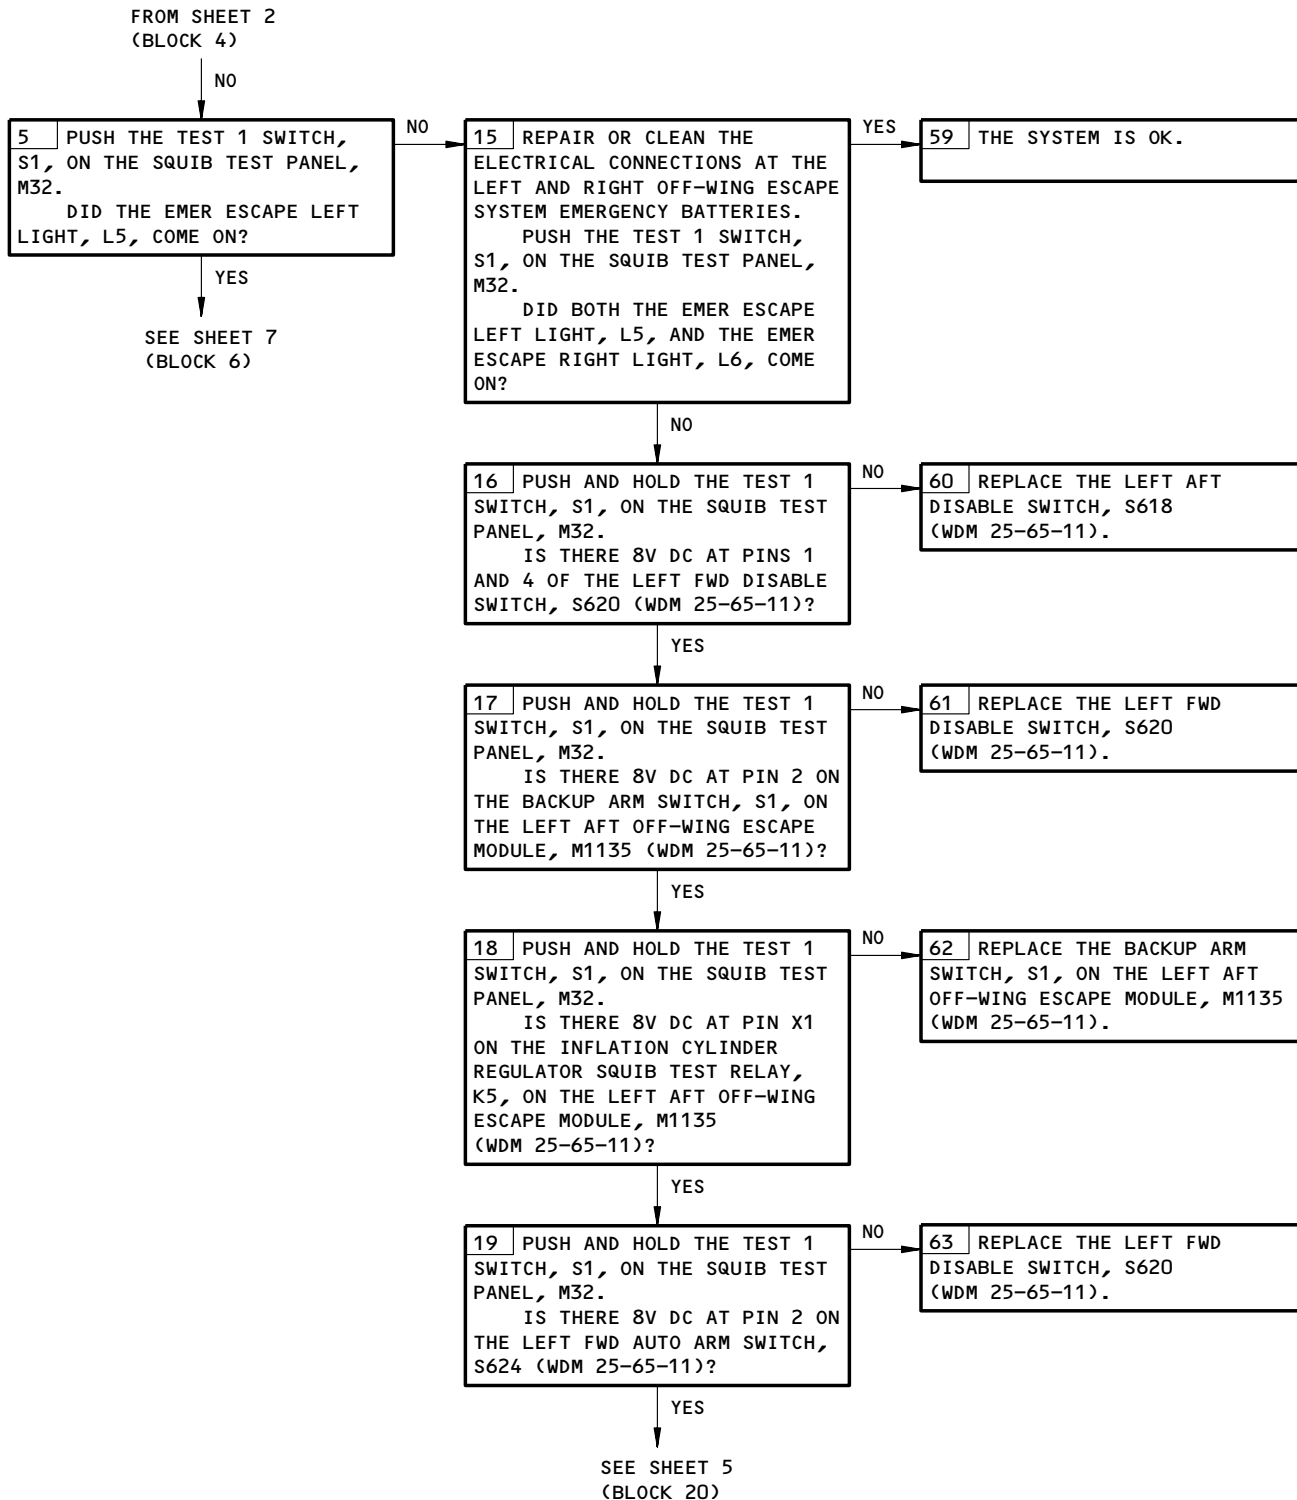 FROM SHEET 2
(BLOCK 4)
NO
5 PUSH THE TEST 1 SWITCH,
S1, ON THE SQUIB TEST PANEL,
M32.
DID THE EMER ESCAPE LEFT
LIGHT, L5, COME ON?
NO
YES
SEE SHEET 7
(BLOCK 6)
15 REPAIR OR CLEAN THE
ELECTRICAL CONNECTIONS AT THE
LEFT AND RIGHT OFF-WING ESCAPE
SYSTEM EMERGENCY BATTERIES.
PUSH THE TEST 1 SWITCH,
S1, ON THE SQUIB TEST PANEL,
M32.
DID BOTH THE EMER ESCAPE
LEFT LIGHT, L5, AND THE EMER
ESCAPE RIGHT LIGHT, L6, COME
ON?
YES
59 THE SYSTEM IS OK.
NO
16 PUSH AND HOLD THE TEST 1
SWITCH, S1, ON THE SQUIB TEST
PANEL, M32.
IS THERE 8V DC AT PINS 1
AND 4 OF THE LEFT FWD DISABLE
SWITCH, S620 (WDM 25-65-11)?
NO
60 REPLACE THE LEFT AFT
DISABLE SWITCH, S618
(WDM 25-65-11).
YES
17 PUSH AND HOLD THE TEST 1
SWITCH, S1, ON THE SQUIB TEST
PANEL, M32.
IS THERE 8V DC AT PIN 2 ON
THE BACKUP ARM SWITCH, S1, ON
THE LEFT AFT OFF-WING ESCAPE
MODULE, M1135 (WDM 25-65-11)?
NO
61 REPLACE THE LEFT FWD
DISABLE SWITCH, S620
(WDM 25-65-11).
YES
18 PUSH AND HOLD THE TEST 1
SWITCH, S1, ON THE SQUIB TEST
PANEL, M32.
IS THERE 8V DC AT PIN X1
ON THE INFLATION CYLINDER
REGULATOR SQUIB TEST RELAY,
K5, ON THE LEFT AFT OFF-WING
ESCAPE MODULE, M1135
(WDM 25-65-11)?
NO
62 REPLACE THE BACKUP ARM
SWITCH, S1, ON THE LEFT AFT
OFF-WING ESCAPE MODULE, M1135
(WDM 25-65-11).
YES
19 PUSH AND HOLD THE TEST 1
SWITCH, S1, ON THE SQUIB TEST
PANEL, M32.
IS THERE 8V DC AT PIN 2 ON
THE LEFT FWD AUTO ARM SWITCH,
S624 (WDM 25-65-11)?
NO
63 REPLACE THE LEFT FWD
DISABLE SWITCH, S620
(WDM 25-65-11).
YES
SEE SHEET 5
(BLOCK 20)